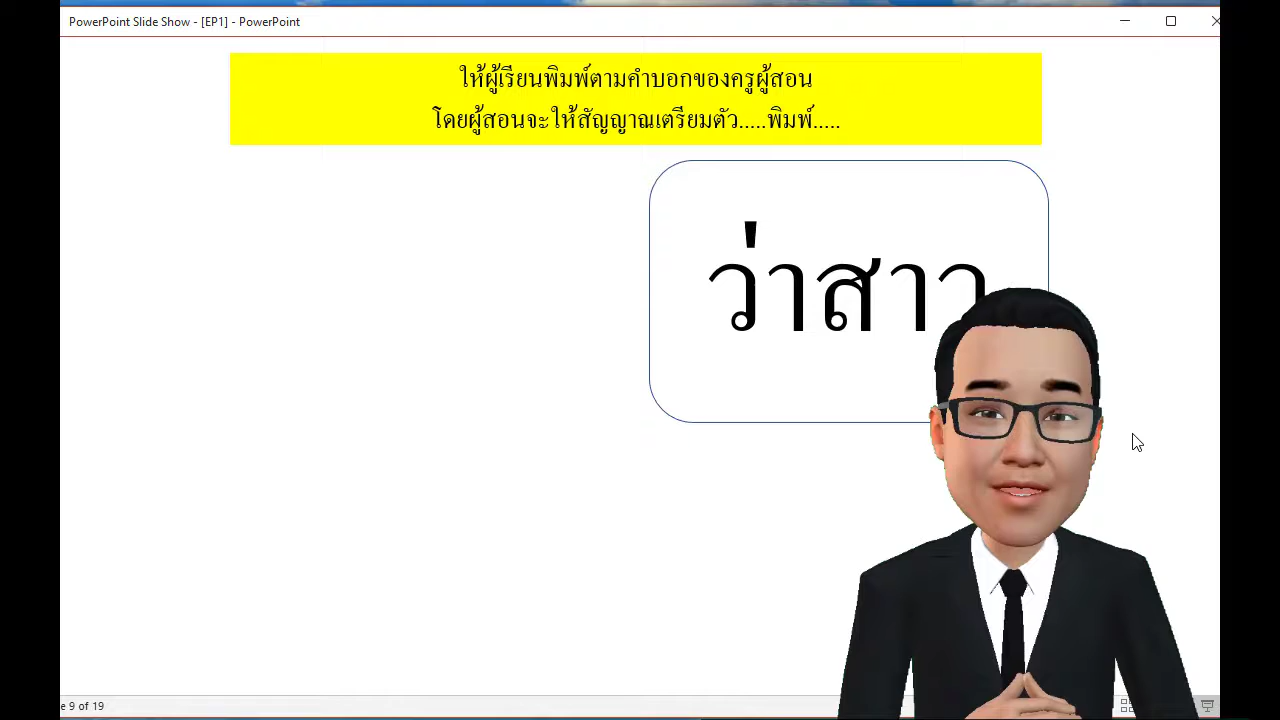 PowerPoint Slide Show - [EP1] - PowerPoint
ให้ผู้เรียนพิมพ์ตามคำบอกของครูผู้สอน
โดยผู้สอนจะให้สัญญาณเตรียมตัว.....พิมพ์.....
ว่าสาว
e 9 of 19